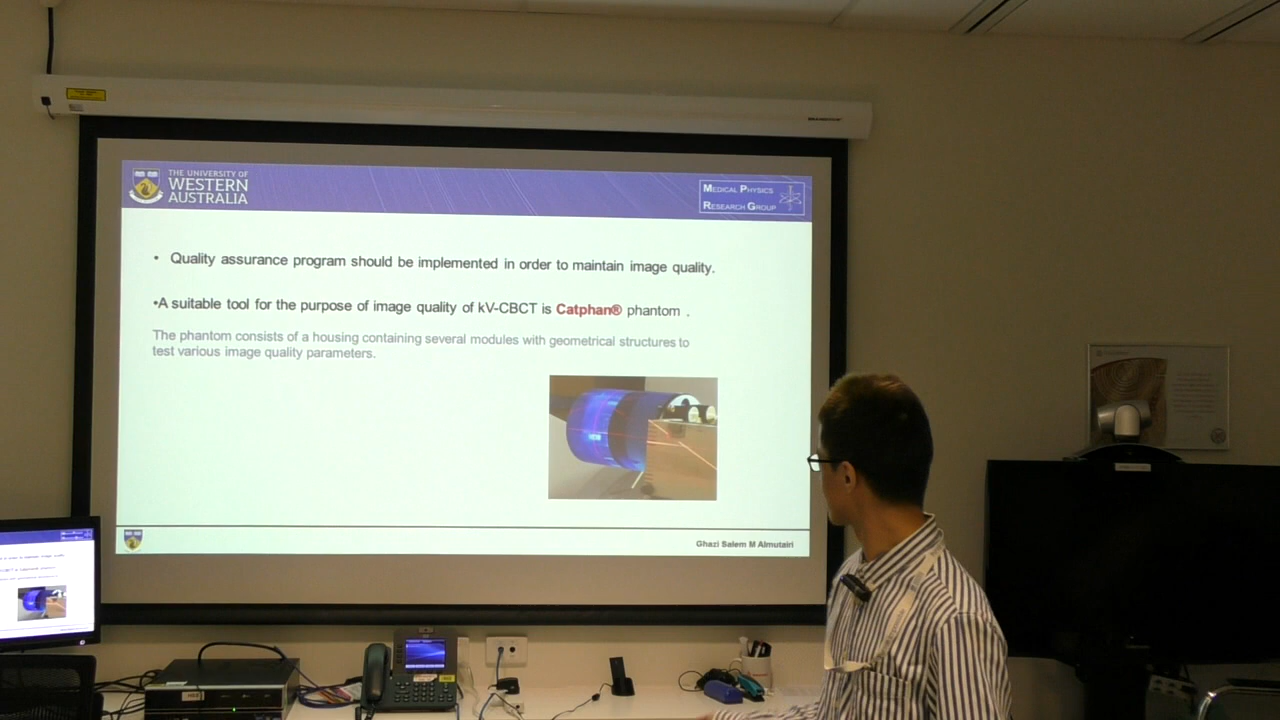 THE UNIVERSITY OF
WESTERN
AUSTRALIA
MEDICAL PHYSICS
RESEARCH GROUP
• Quality assurance program should be implemented in order to maintain image quality.
•A suitable tool for the purpose of image quality of kV-CBCT is Catphan® phantom .
The phantom consists of a housing containing several modules with geometrical structures to
test various image quality parameters.
Ghazi Salem M Almutairi